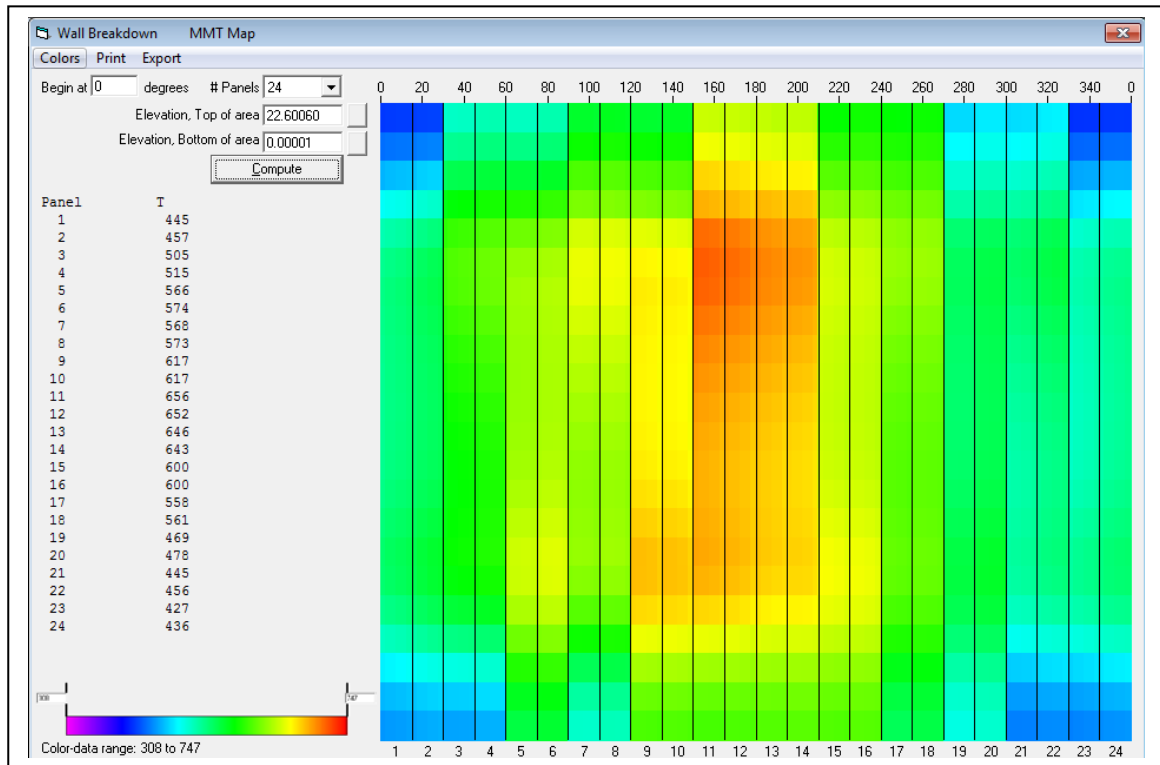 Wall Breakdown MMT Map
Colors Print Export
Begin at 0 degrees # Panels 24
Elevation, Top of area 22.60060
Elevation, Bottom of area 0.00001
Compute
Panel T
1 445
2 457
3 505
4 515
5 566
6 574
7 568
8 573
9 617
10 617
11 656
12 652
13 646
14 643
15 600
16 600
17 558
18 561
19 469
20 478
21 445
22 456
23 427
24 436
308 747
Color-data range: 308 to 747
0 20 40 60 80 100 120 140 160 180 200 220 240 260 280 300 320 340 0
1 2 3 4 5 6 7 8 9 10 11 12 13 14 15 16 17 18 19 20 21 22 23 24